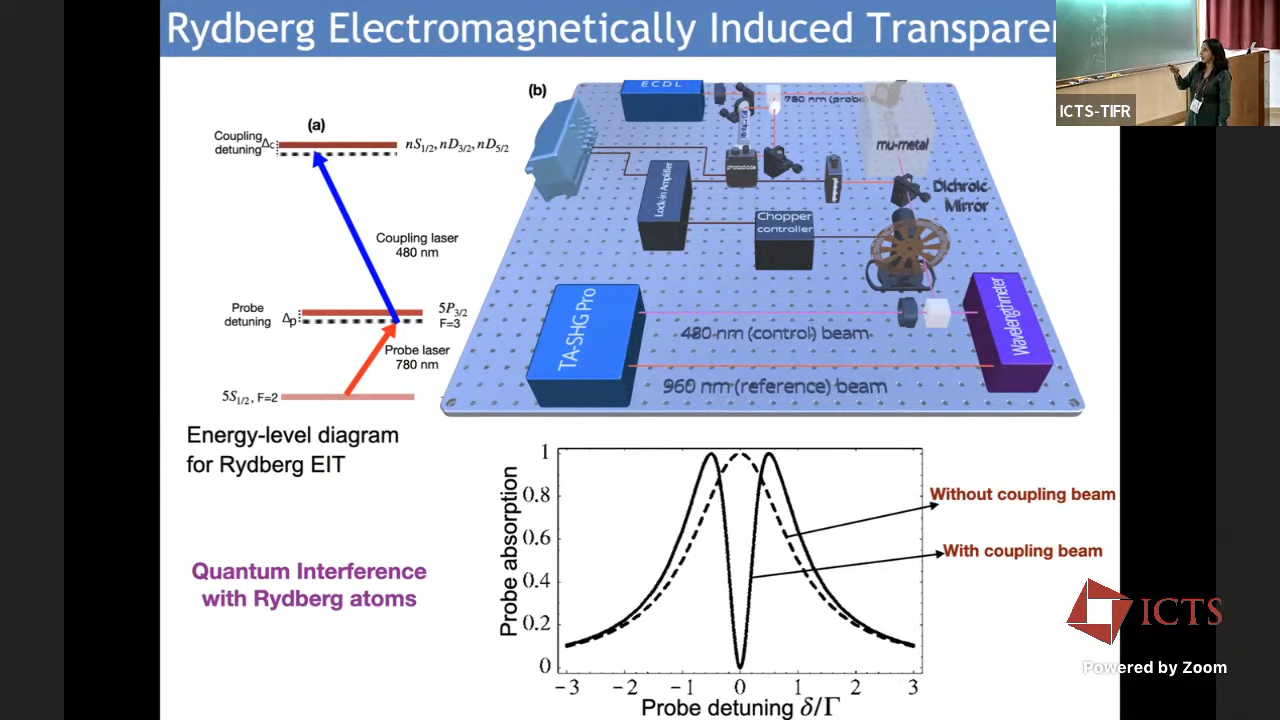 Rydberg Electromagnetically Induced Transparen
ICTS-TIFR
(a)
Coupling
detuning Δc
nS1/2, nD3/2, nD5/2
Coupling laser
480 nm
Probe
detuning
Δp
5P3/2
F=3
Probe laser
780 nm
5S1/2, F=2
Energy-level diagram
for Rydberg EIT
(b)
ECDL
780 nm (probe
mu-metal
photodiode
Lock-in Amplifier
Dichroic
Mirror
Chopper
controller
TA-SHG Pro
480 nm (control) beam
960 nm (reference) beam
Wavelengthmeter
Quantum Interference
with Rydberg atoms
Probe absorption
1
0.8
0.6
0.4
0.2
0
−3 −2 −1 0 1 2 3
Probe detuning δ/Γ
Without coupling beam
With coupling beam
ICTS
Powered by Zoom